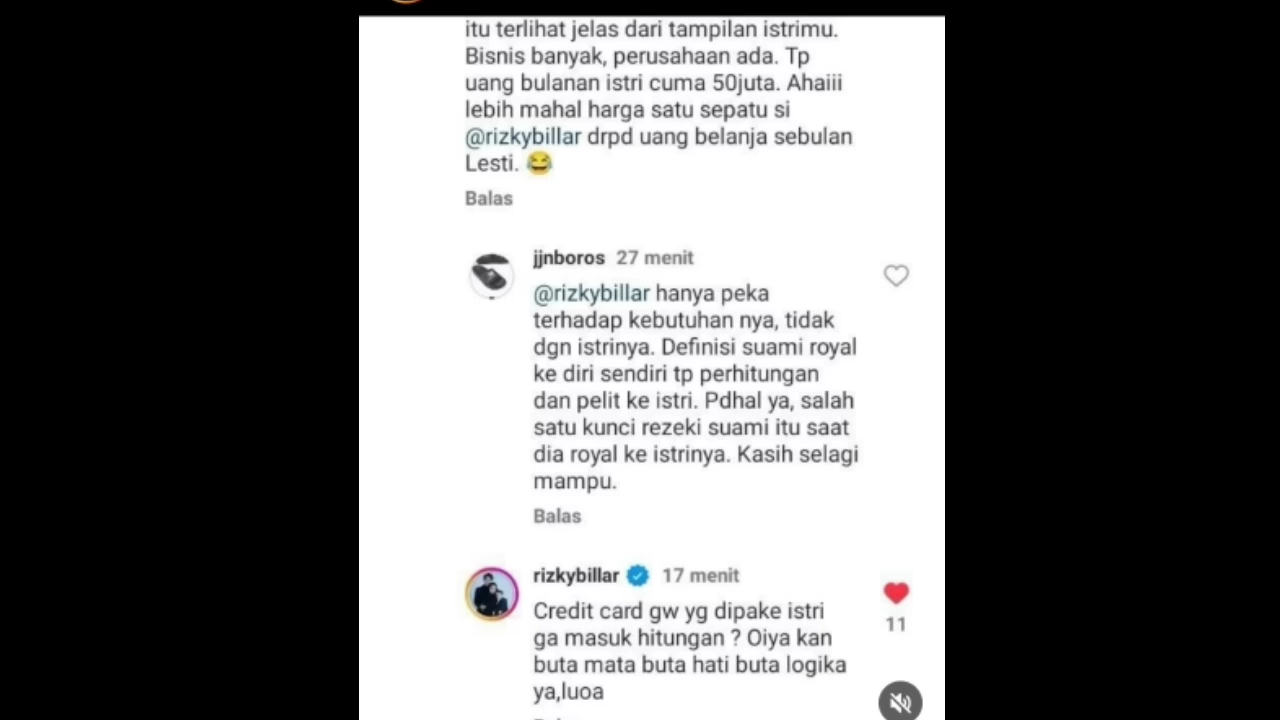 itu terlihat jelas dari tampilan istrimu.
Bisnis banyak, perusahaan ada. Tp
uang bulanan istri cuma 50juta. Ahaiii
lebih mahal harga satu sepatu si
@rizkybillar drpd uang belanja sebulan
Lesti. 😂
Balas
jjnboros 27 menit
@rizkybillar hanya peka
terhadap kebutuhan nya, tidak
dgn istrinya. Definisi suami royal
ke diri sendiri tp perhitungan
dan pelit ke istri. Pdhal ya, salah
satu kunci rezeki suami itu saat
dia royal ke istrinya. Kasih selagi
mampu.
Balas
rizkybillar 17 menit
Credit card gw yg dipake istri
ga masuk hitungan ? Oiya kan
buta mata buta hati buta logika
ya,luoa
11